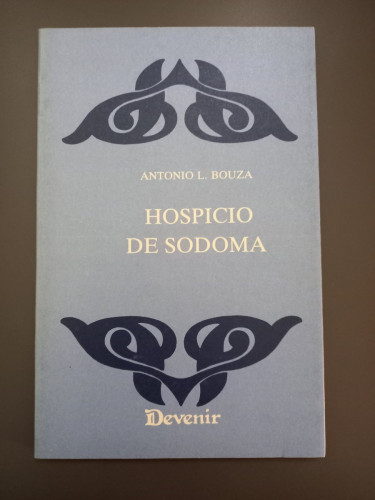 ANTONIO L. BOUZA
HOSPICIO
DE SODOMA
Devenir